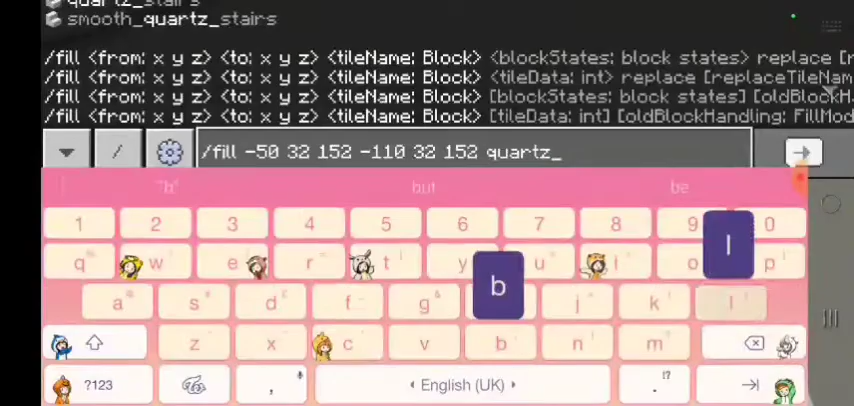 quartz_stairs
smooth_quartz_stairs
/fill <from: x y z> <to: x y z> <tileName: Block> <blockStates: block states> replace [r
/fill <from: x y z> <to: x y z> <tileName: Block> <tileData: int> replace [replaceTileNam
/fill <from: x y z> <to: x y z> <tileName: Block> [blockStates: block states] [oldBlockH
/fill <from: x y z> <to: x y z> <tileName: Block> [tileData: int] [oldBlockHandling: FillMod
/ /fill -50 32 152 -110 32 152 quartz_
"b" but be
1 2 3 4 5 6 7 8 9 0
q w e r t y u i o p
l
b
a s d f g j k l
z x c v b n m
?123 , English (UK) . !?